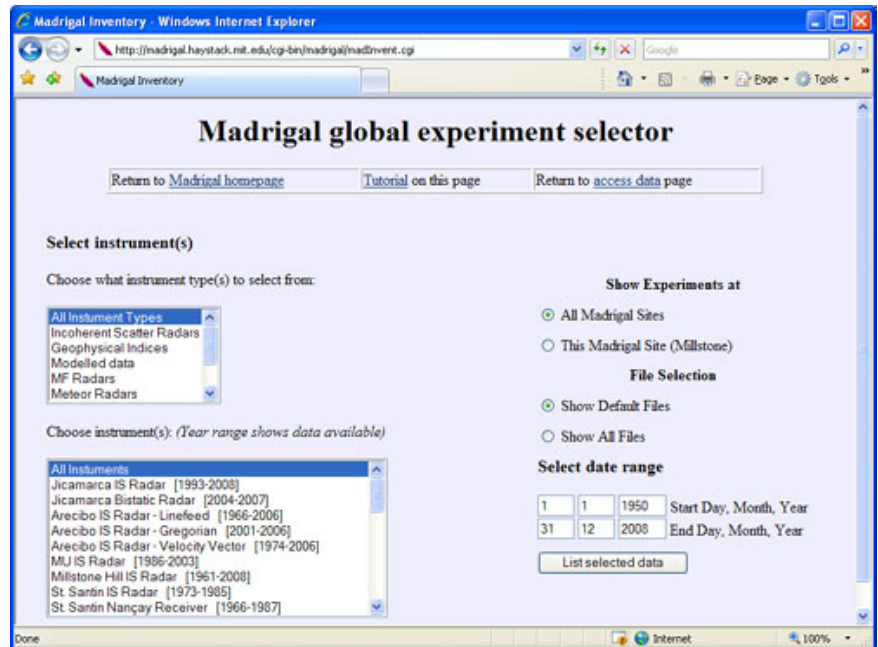 Madrigal Inventory - Windows Internet Explorer
http://madrigal.haystack.mit.edu/cgi-bin/madrigal/madInvent.cgi
Google
Madrigal Inventory
Page
Tools
»
Madrigal global experiment selector
Return to Madrigal homepage
Tutorial on this page
Return to access data page
Select instrument(s)
Choose what instrument type(s) to select from:
All Instument Types
Incoherent Scatter Radars
Geophysical Indices
Modelled data
MF Radars
Meteor Radars
Choose instrument(s): (Year range shows data available)
All Instuments
Jicamarca IS Radar [1993-2008]
Jicamarca Bistatic Radar [2004-2007]
Arecibo IS Radar - Linefeed [1966-2006]
Arecibo IS Radar - Gregorian [2001-2006]
Arecibo IS Radar - Velocity Vector [1974-2006]
MU IS Radar [1986-2003]
Millstone Hill IS Radar [1961-2008]
St. Santin IS Radar [1973-1985]
St. Santin Nançay Receiver [1966-1987]
Show Experiments at
All Madrigal Sites
This Madrigal Site (Millstone)
File Selection
Show Default Files
Show All Files
Select date range
1 1 1950 Start Day, Month, Year
31 12 2008 End Day, Month, Year
List selected data
Done
Internet
100%